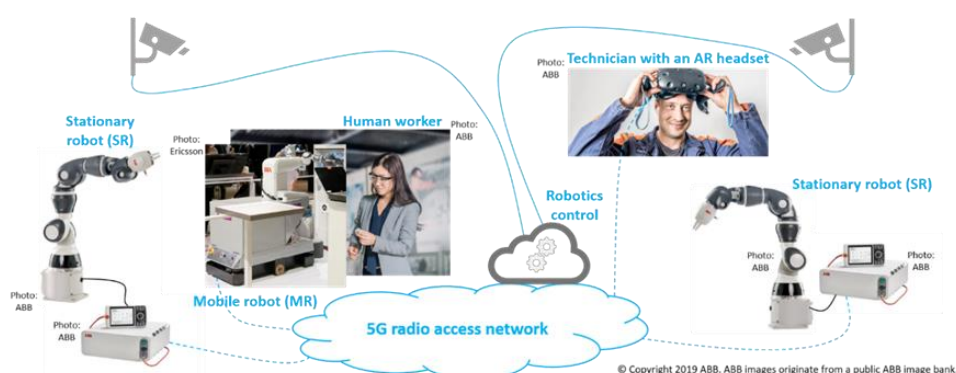 Photo:
ABB
Technician with an AR headset
Stationary
robot (SR)
Photo:
Ericsson
Human worker
Photo:
ABB
Robotics
control
Stationary robot (SR)
Photo:
ABB
Photo:
ABB
Photo:
ABB
Mobile robot (MR)
Photo:
ABB
5G radio access network
© Copyright 2019 ABB. ABB images originate from a public ABB image bank